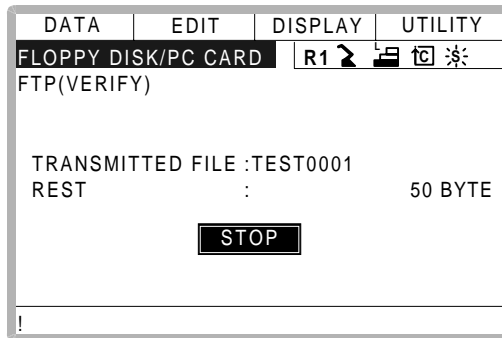 DATA EDIT DISPLAY UTILITY
FLOPPY DISK/PC CARD R1 C S
FTP(VERIFY)
TRANSMITTED FILE :TEST0001
REST : 50 BYTE
STOP
!